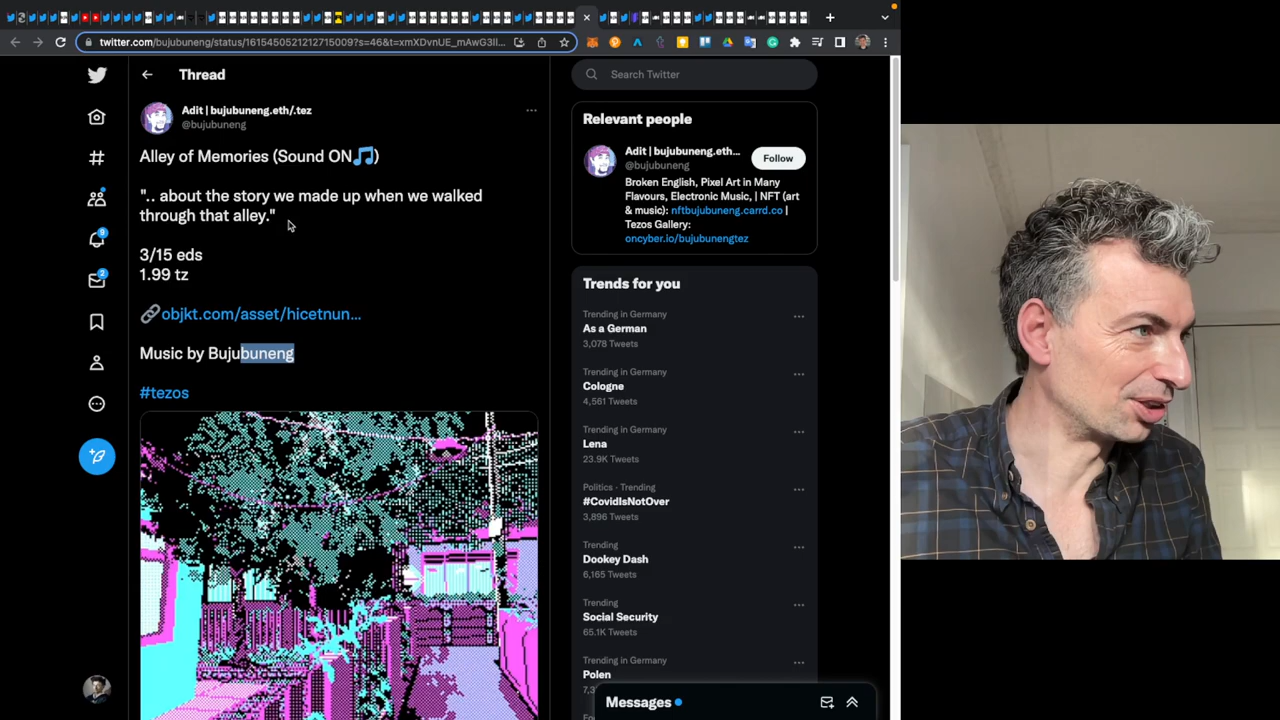 twitter.com/bujubuneng/status/1615450521212715009?s=46&t=xmXDvnUE_mAwG3Il...
Thread
Search Twitter
Adit | bujubuneng.eth/.tez
@bujubuneng
Alley of Memories (Sound ON🎵)
".. about the story we made up when we walked
through that alley."
3/15 eds
1.99 tz
🔗objkt.com/asset/hicetnun...
Music by Bujubuneng
#tezos
Relevant people
Adit | bujubuneng.eth...
@bujubuneng
Follow
Broken English, Pixel Art in Many
Flavours, Electronic Music, | NFT (art
& music): nftbujubuneng.carrd.co |
Tezos Gallery:
oncyber.io/bujubunengtez
Trends for you
Trending in Germany
As a German
3,078 Tweets
Trending in Germany
Cologne
4,561 Tweets
Trending in Germany
Lena
23.9K Tweets
Politics · Trending
#CovidIsNotOver
3,896 Tweets
Trending
Dookey Dash
6,165 Tweets
Trending
Social Security
65.1K Tweets
Trending in Germany
Polen
Messages
9
2